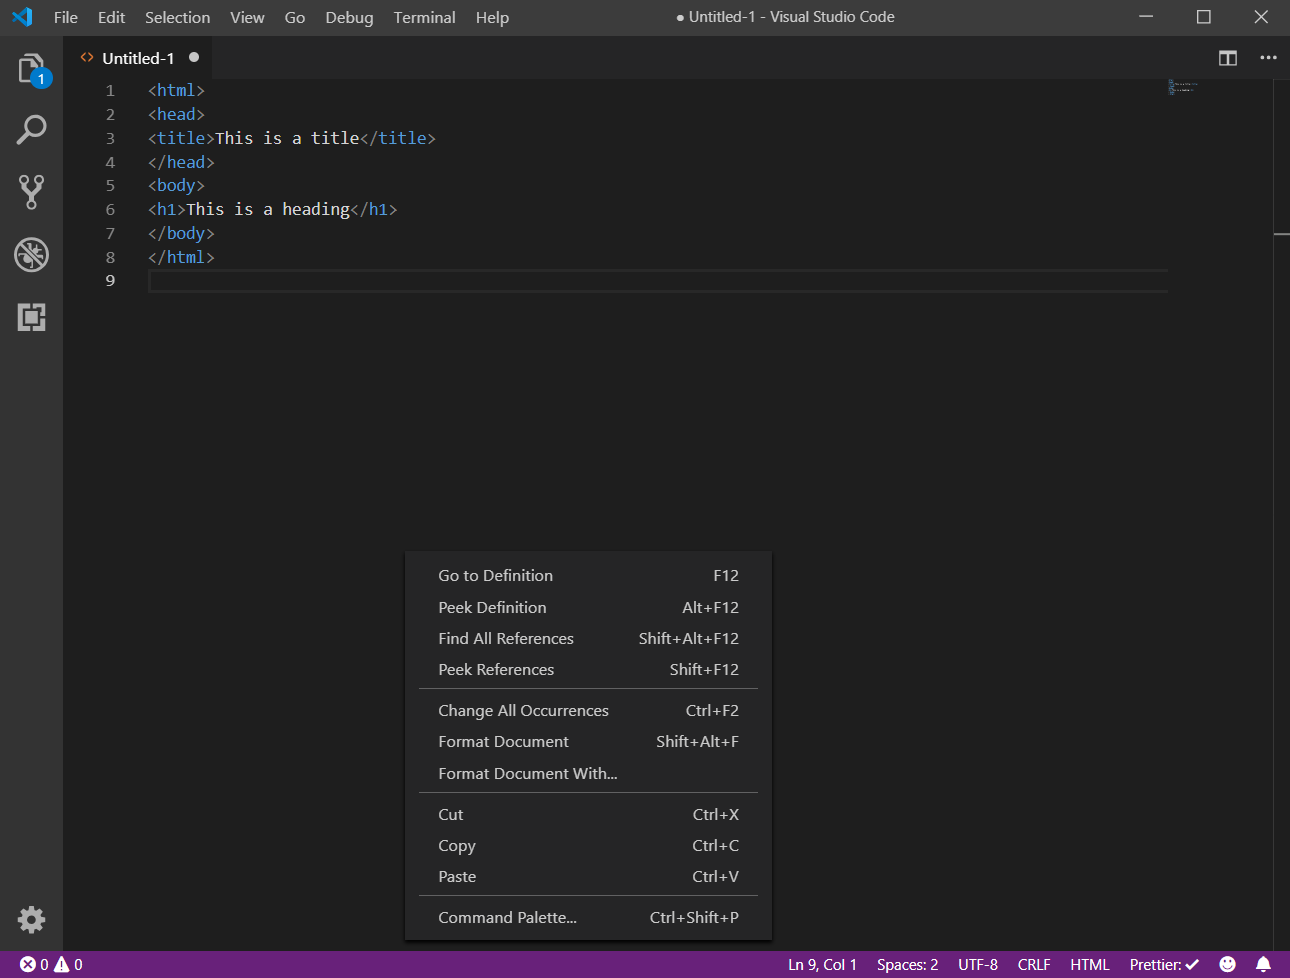 File Edit Selection View Go Debug Terminal Help ● Untitled-1 - Visual Studio Code
1
<> Untitled-1 ●
1 <html>
2 <head>
3 <title>This is a title</title>
4 </head>
5 <body>
6 <h1>This is a heading</h1>
7 </body>
8 </html>
9
Go to Definition F12
Peek Definition Alt+F12
Find All References Shift+Alt+F12
Peek References Shift+F12
Change All Occurrences Ctrl+F2
Format Document Shift+Alt+F
Format Document With...
Cut Ctrl+X
Copy Ctrl+C
Paste Ctrl+V
Command Palette... Ctrl+Shift+P
0 0 Ln 9, Col 1 Spaces: 2 UTF-8 CRLF HTML Prettier: ✓